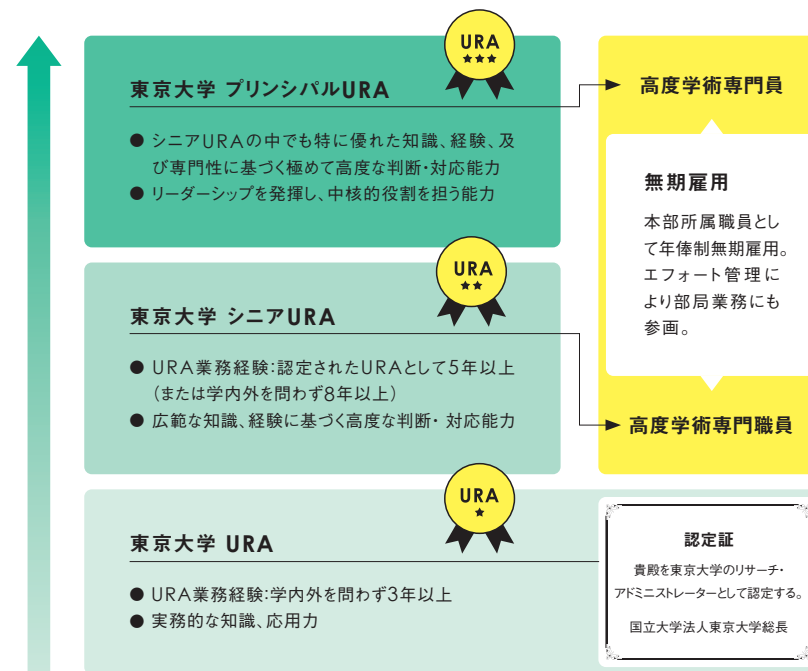 URA
★★★
東京大学 プリンシパルURA
● シニアURAの中でも特に優れた知識、経験、及
び専門性に基づく極めて高度な判断・対応能力
● リーダーシップを発揮し、中核的役割を担う能力
高度学術専門員
無期雇用
本部所属職員とし
て年俸制無期雇用。
エフォート管理に
より部局業務にも
参画。
高度学術専門職員
URA
★★
東京大学 シニアURA
● URA業務経験:認定されたURAとして5年以上
(または学内外を問わず8年以上)
● 広範な知識、経験に基づく高度な判断・ 対応能力
URA
★
東京大学 URA
● URA業務経験:学内外を問わず3年以上
● 実務的な知識、応用力
認定証
貴殿を東京大学のリサーチ・
アドミニストレーターとして認定する。
国立大学法人東京大学総長